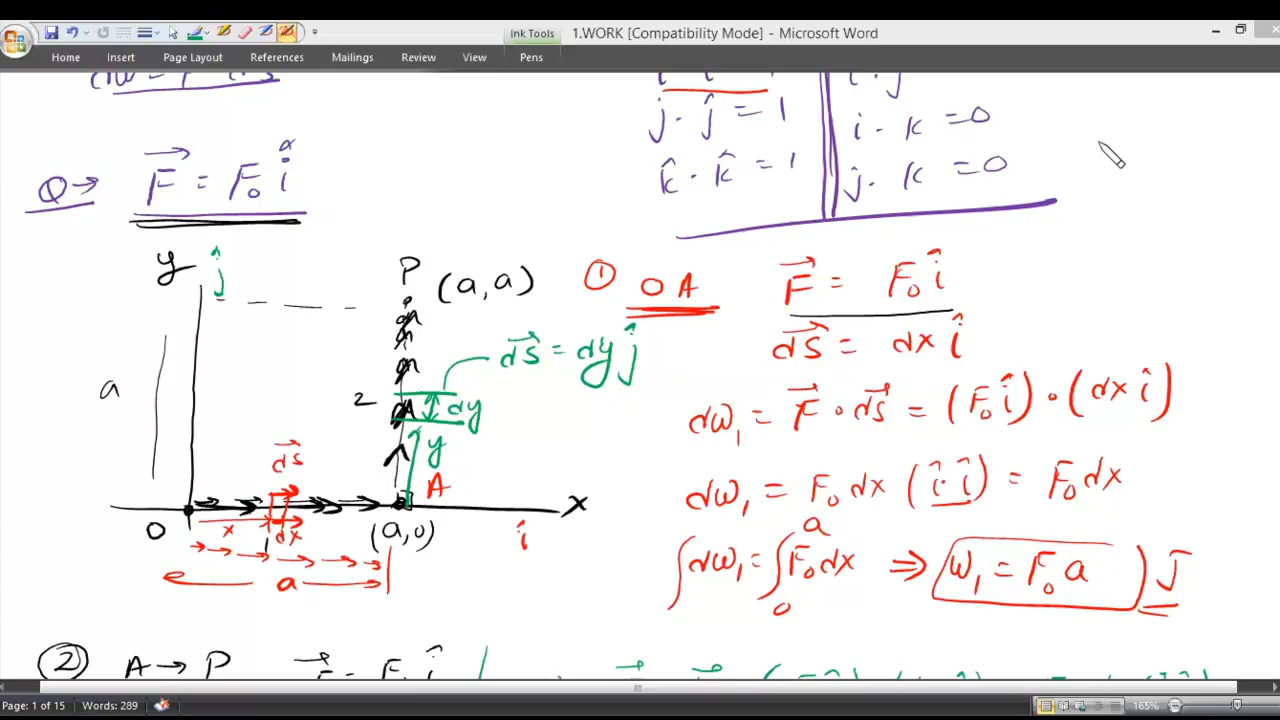 Ink Tools
1.WORK [Compatibility Mode] - Microsoft Word
Home Insert Page Layout References Mailings Review View Pens
j · ĵ = 1
i · k = 0
k̂ · k̂ = 1
j · k = 0
Q→ F⃗ = F₀ î
y ĵ
P (a,a)
① OA
F⃗ = F₀ î
ds⃗ = dy ĵ
ds⃗ = dx î
a
2
dy
dw₁ = F⃗ · ds⃗ = (F₀ î) · (dx î)
y
ds⃗
A
dw₁ = F₀ dx (î · î) = F₀ dx
x
O
x dx
1
(a,0)
î
a
∫dw₁ = ∫₀ᵃ F₀ dx ⇒ w₁ = F₀ a J
② A → P
Page: 1 of 15 Words: 289
165%